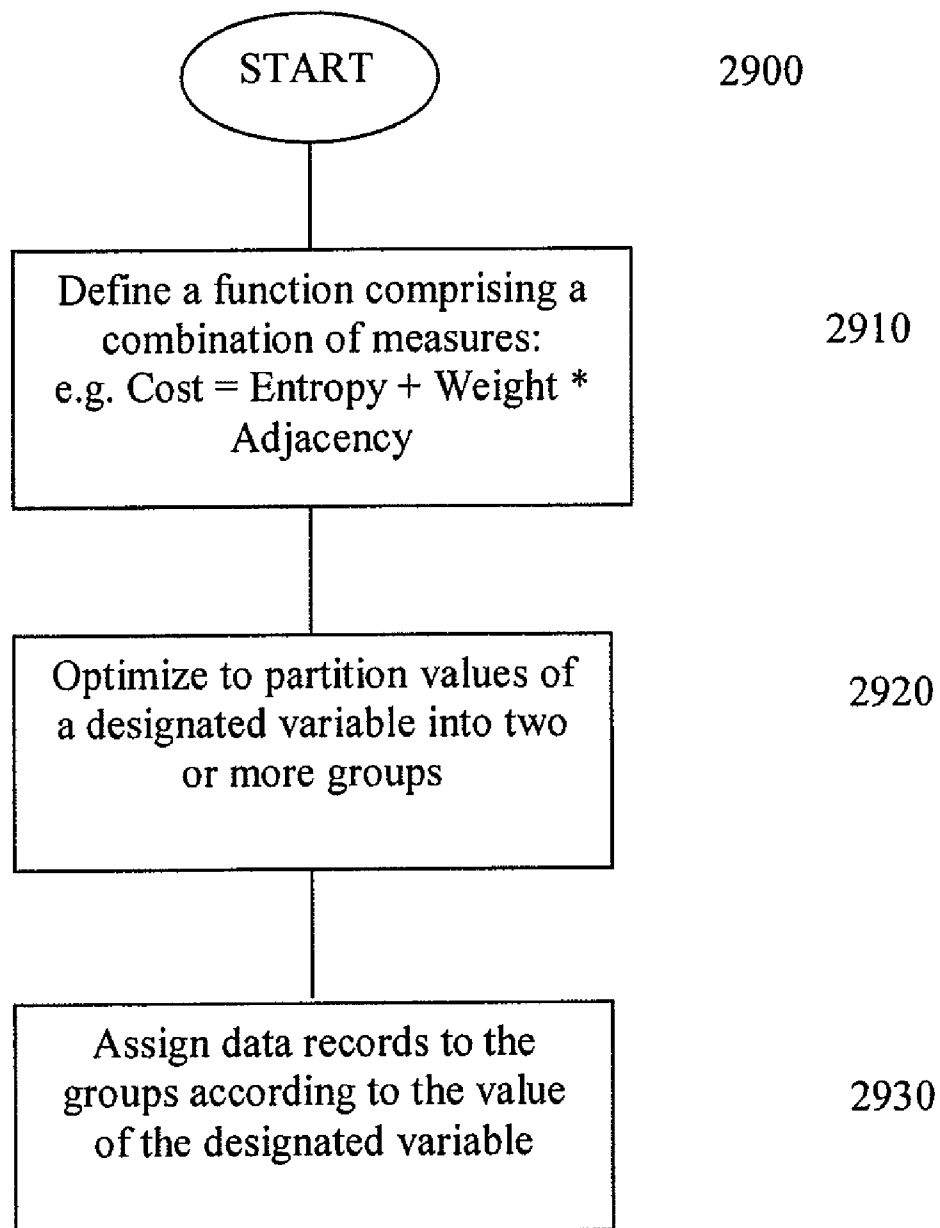 START
2900
Define a function comprising a
combination of measures:
e.g. Cost = Entropy + Weight *
Adjacency
2910
Optimize to partition values of
a designated variable into two
or more groups
2920
Assign data records to the
groups according to the value
of the designated variable
2930